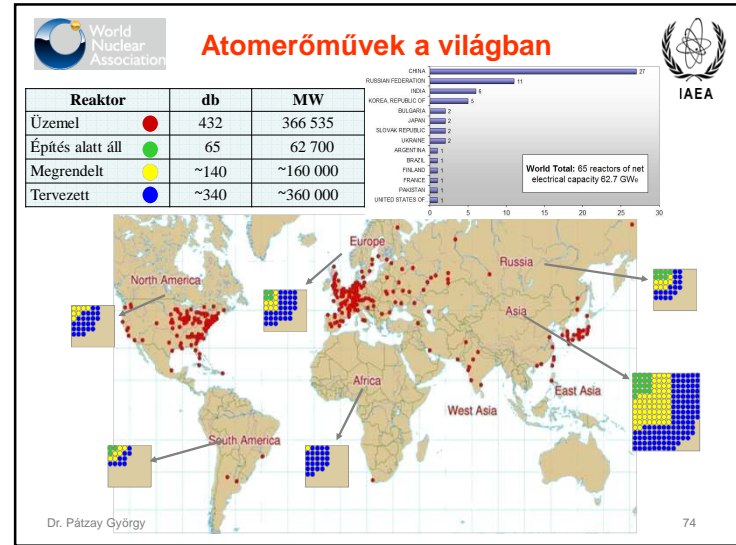 World
Nuclear
Association
Atomerőművek a világban
IAEA
Reaktor db MW
Üzemel 432 366 535
Építés alatt áll 65 62 700
Megrendelt ~140 ~160 000
Tervezett ~340 ~360 000
CHINA 27
RUSSIAN FEDERATION 11
INDIA 6
KOREA, REPUBLIC OF 5
BULGARIA 2
JAPAN 2
SLOVAK REPUBLIC 2
UKRAINE 2
ARGENTINA 1
BRAZIL 1
FINLAND 1
FRANCE 1
PAKISTAN 1
UNITED STATES OF 1
0 5 10 15 20 25 30
World Total: 65 reactors of net
electrical capacity 62.7 GWe
Europe
Russia
North America
Asia
Africa
East Asia
West Asia
South America
Dr. Pátzay György
74